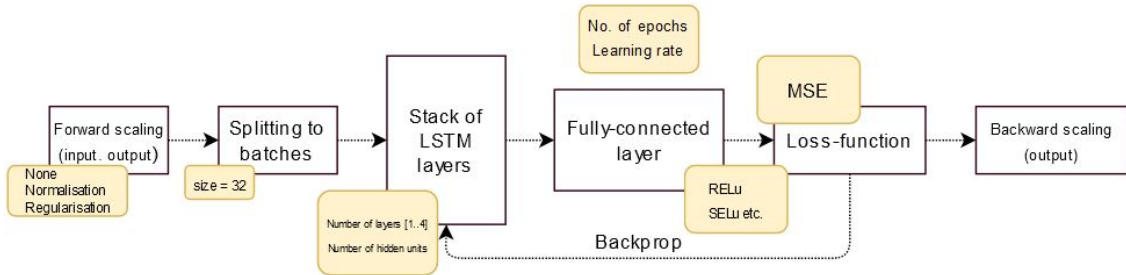 No. of epochs
Learning rate
MSE
Forward scaling
(input. output)
None
Normalisation
Regularisation
Splitting to
batches
size = 32
Stack of
LSTM
layers
Number of layers [1..4]
Number of hidden units
Fully-connected
layer
RELu
SELu etc.
Loss-function
Backward scaling
(output)
Backprop